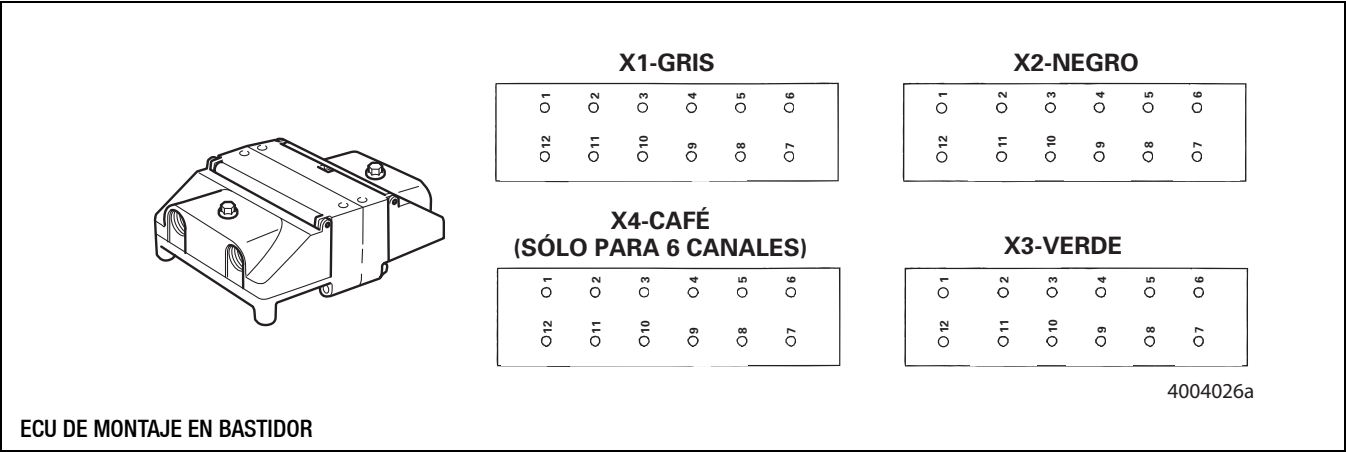 X1-GRIS
1 2 3 4 5 6
12 11 10 9 8 7
X2-NEGRO
1 2 3 4 5 6
12 11 10 9 8 7
X4-CAFÉ
(SÓLO PARA 6 CANALES)
1 2 3 4 5 6
12 11 10 9 8 7
X3-VERDE
1 2 3 4 5 6
12 11 10 9 8 7
4004026a
ECU DE MONTAJE EN BASTIDOR